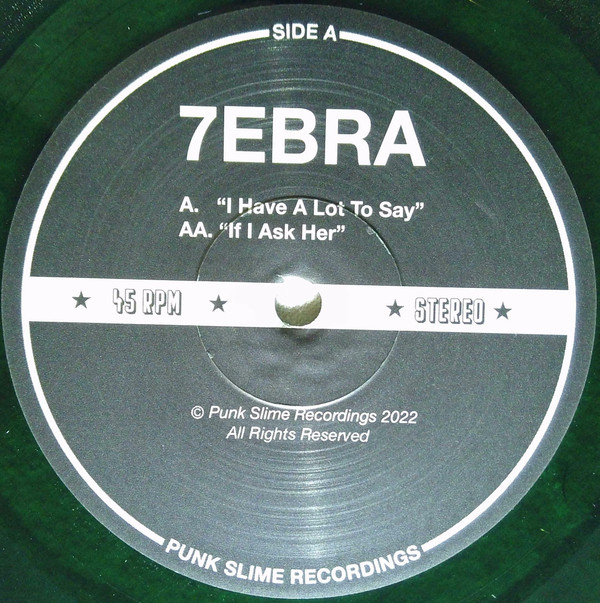 SIDE A
7EBRA
A. “I Have A Lot To Say”
AA. “If I Ask Her”
★ 45 RPM ★ ★ STEREO ★
© Punk Slime Recordings 2022
All Rights Reserved
PUNK SLIME RECORDINGS